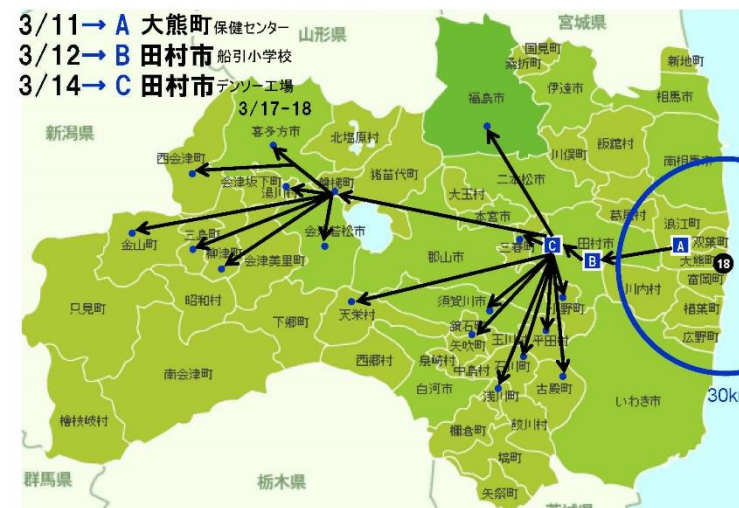 3/11→ A 大熊町保健センター
3/12→ B 田村市 船引小学校
3/14→ C 田村市デンソー工場
3/17-18
山形県
宮城県
新潟県
国見町
桑折町
新地町
福島市
伊達市
相馬市
喜多方市
北塩原村
西会津町
飯舘村
川俣町
南相馬市
会津坂下町
湯川村
磐梯町
猪苗代町
二本松市
大玉村
葛尾村
浪江町
本宮市
双葉町
金山町
三島町
柳津町
会津若松市
会津美里町
三春町
C
田村市
B
A
大熊町
18
郡山市
富岡町
川内村
楢葉町
広野町
只見町
昭和村
下郷町
天栄村
須賀川市
小野町
鏡石町
矢吹町
玉川村
平田村
石川町
西郷村
泉崎村
中島村
白河市
浅川町
古殿町
いわき市
30k
南会津町
檜枝岐村
棚倉町
鮫川村
塙町
矢祭町
群馬県
栃木県
茨城県